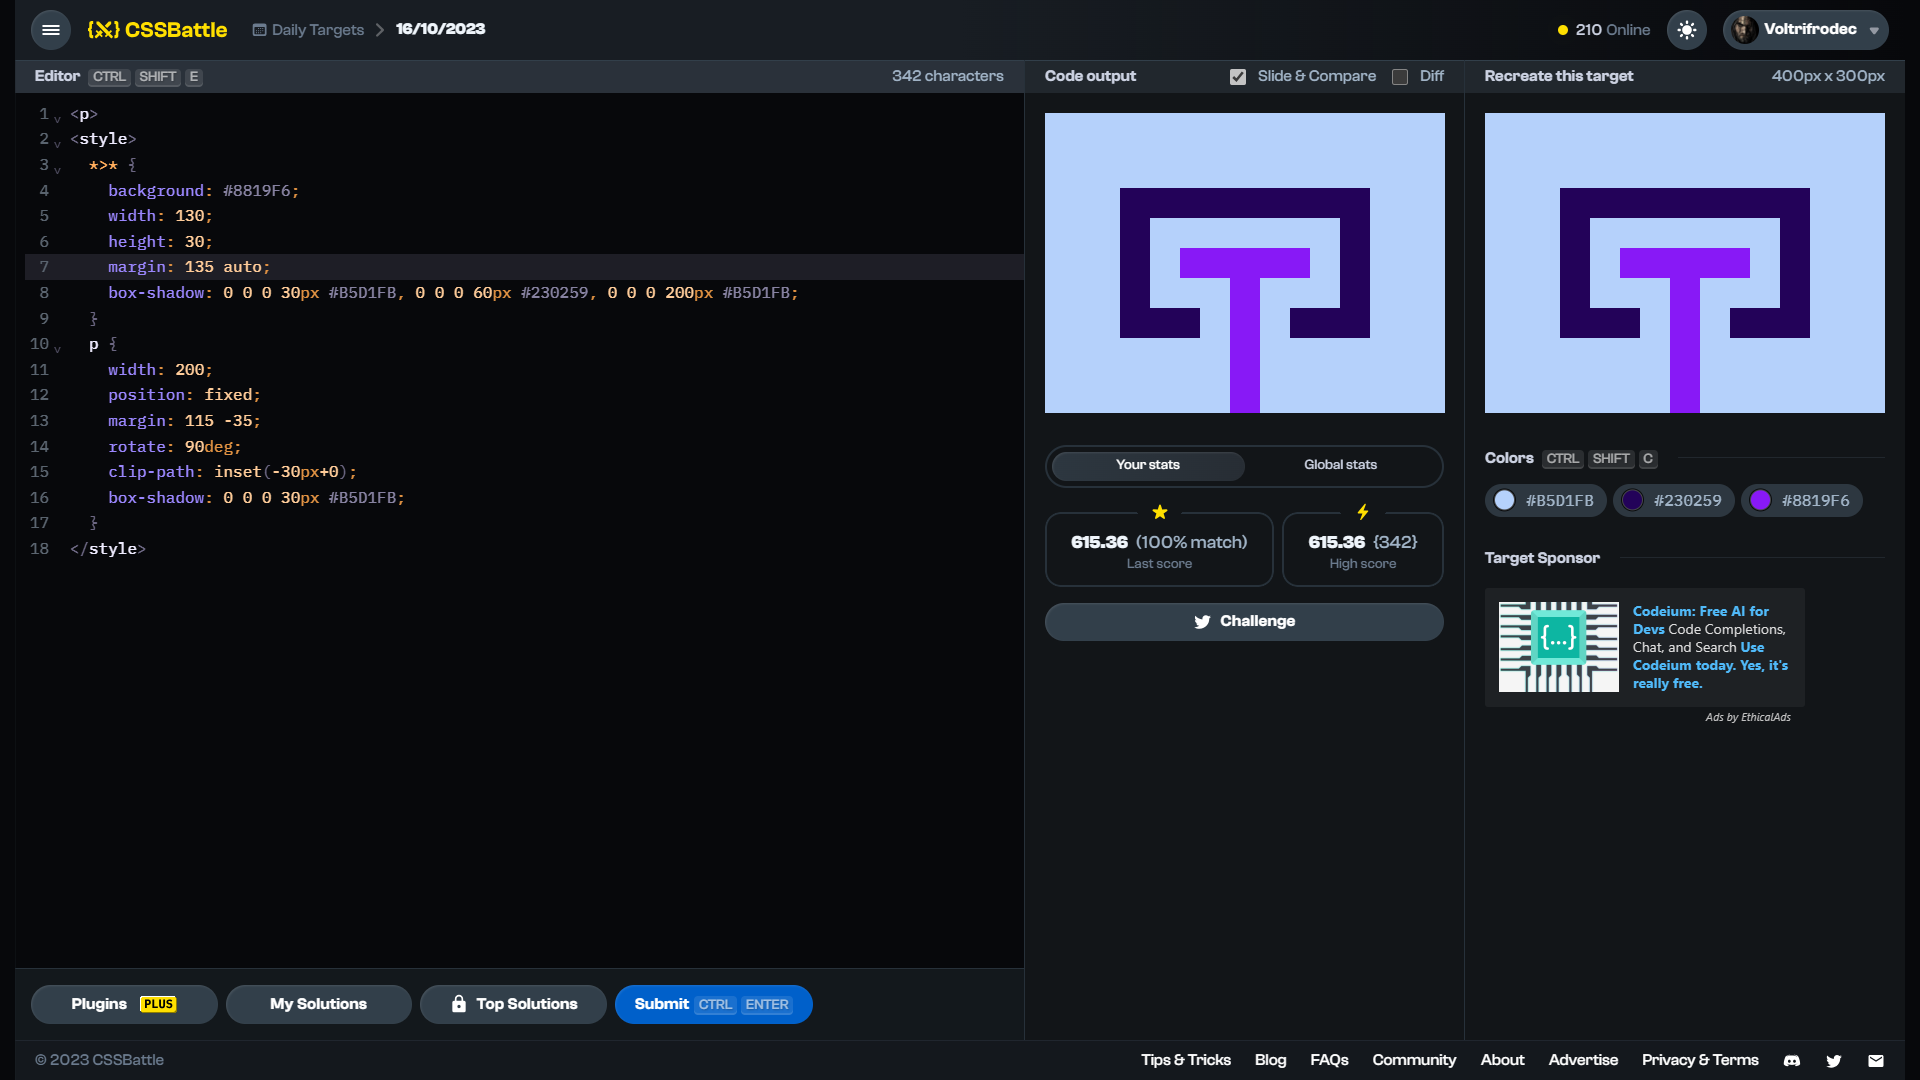 CSSBattle
Daily Targets
16/10/2023
210 Online
Voltrifrodec
Editor CTRL SHIFT E
342 characters
Code output
Slide & Compare
Diff
Recreate this target
400px x 300px
1 <p>
2 <style>
3 *>* {
4 background: #8819F6;
5 width: 130;
6 height: 30;
7 margin: 135 auto;
8 box-shadow: 0 0 0 30px #B5D1FB, 0 0 0 60px #230259, 0 0 0 200px #B5D1FB;
9 }
10 p {
11 width: 200;
12 position: fixed;
13 margin: 115 -35;
14 rotate: 90deg;
15 clip-path: inset(-30px+0);
16 box-shadow: 0 0 0 30px #B5D1FB;
17 }
18 </style>
Your stats
Global stats
615.36 (100% match)
Last score
615.36 {342}
High score
Challenge
Colors CTRL SHIFT C
#B5D1FB
#230259
#8819F6
Target Sponsor
{...}
Codeium: Free AI for
Devs Code Completions,
Chat, and Search Use
Codeium today. Yes, it's
really free.
Ads by EthicalAds
Plugins PLUS
My Solutions
Top Solutions
Submit CTRL ENTER
© 2023 CSSBattle
Tips & Tricks
Blog
FAQs
Community
About
Advertise
Privacy & Terms